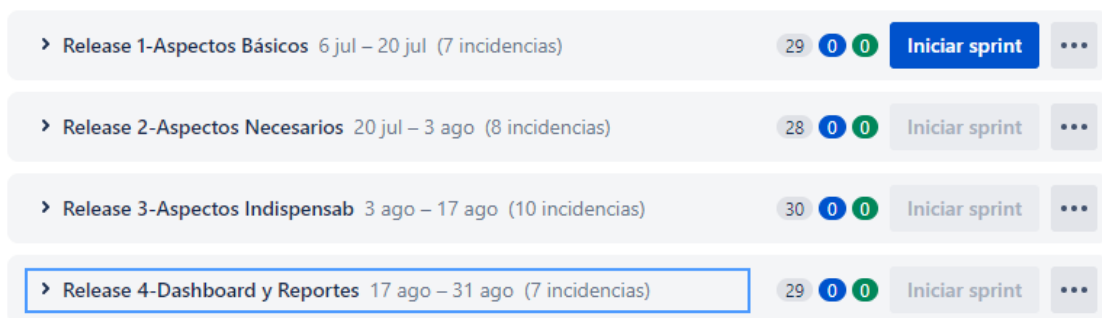 Release 1-Aspectos Básicos 6 jul – 20 jul (7 incidencias) 29 0 0 Iniciar sprint •••
Release 2-Aspectos Necesarios 20 jul – 3 ago (8 incidencias) 28 0 0 Iniciar sprint •••
Release 3-Aspectos Indispensab 3 ago – 17 ago (10 incidencias) 30 0 0 Iniciar sprint •••
Release 4-Dashboard y Reportes 17 ago – 31 ago (7 incidencias) 29 0 0 Iniciar sprint •••